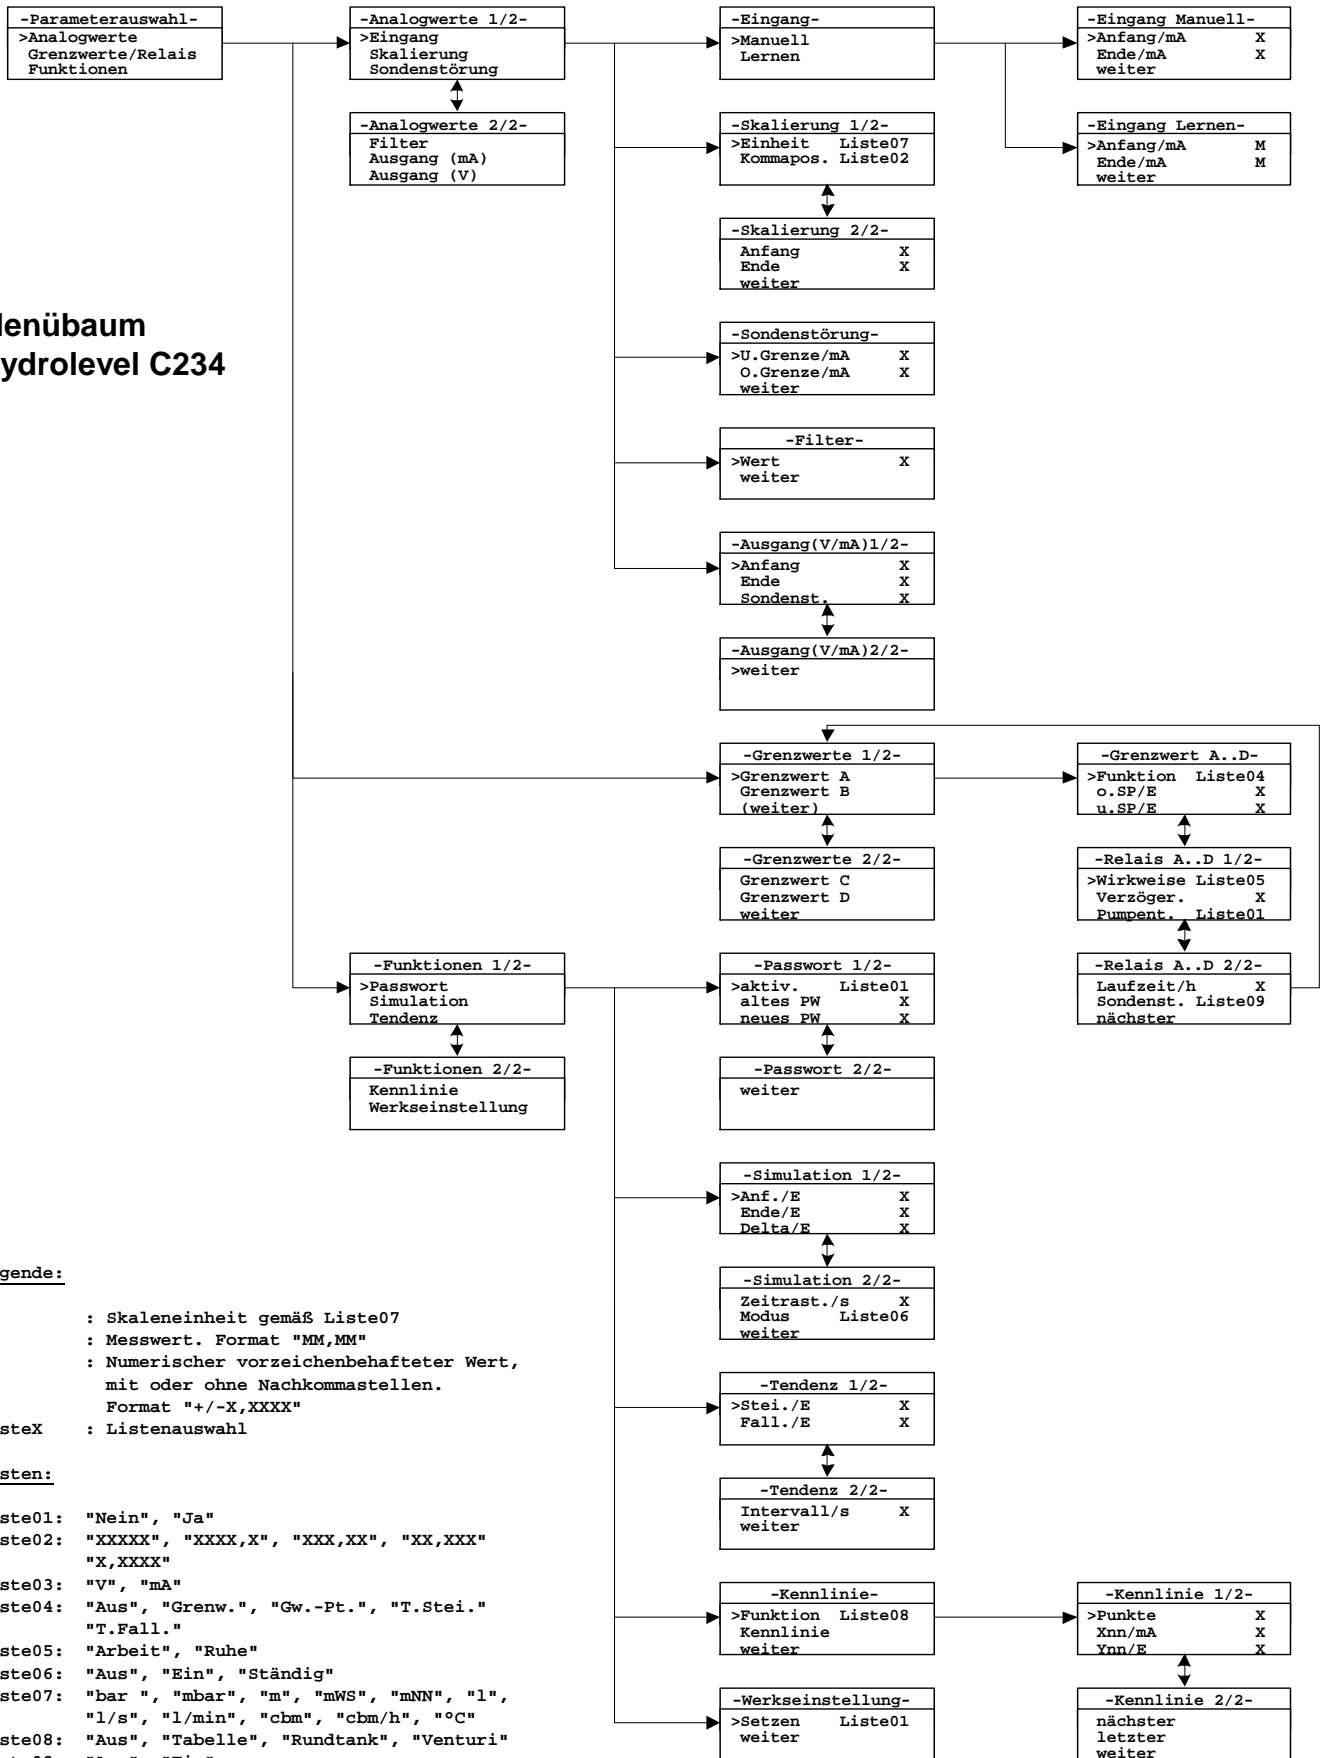 -Parameterauswahl-
>Analogwerte
Grenzwerte/Relais
Funktionen
-Analogwerte 1/2-
>Eingang
Skalierung
Sondenstörung
-Analogwerte 2/2-
Filter
Ausgang (mA)
Ausgang (V)
-Eingang-
>Manuell
Lernen
-Eingang Manuell-
>Anfang/mA X
Ende/mA X
weiter
-Eingang Lernen-
>Anfang/mA M
Ende/mA M
weiter
-Skalierung 1/2-
>Einheit Liste07
Kommapos. Liste02
-Skalierung 2/2-
Anfang X
Ende X
weiter
enübaum
ydrolevel C234
-Sondenstörung-
>U.Grenze/mA X
O.Grenze/mA X
weiter
-Filter-
>Wert X
weiter
-Ausgang(V/mA)1/2-
>Anfang X
Ende X
Sondenst. X
-Ausgang(V/mA)2/2-
>weiter
-Grenzwerte 1/2-
>Grenzwert A
Grenzwert B
(weiter)
-Grenzwerte 2/2-
Grenzwert C
Grenzwert D
weiter
-Grenzwert A..D-
>Funktion Liste04
o.SP/E X
u.SP/E X
-Relais A..D 1/2-
>Wirkweise Liste05
Verzöger. X
Pumpent. Liste01
-Relais A..D 2/2-
Laufzeit/h X
Sondenst. Liste09
nächster
-Funktionen 1/2-
>Passwort
Simulation
Tendenz
-Funktionen 2/2-
Kennlinie
Werkseinstellung
-Passwort 1/2-
>aktiv. Liste01
altes PW X
neues PW X
-Passwort 2/2-
weiter
-Simulation 1/2-
>Anf./E X
Ende/E X
Delta/E X
-Simulation 2/2-
Zeitrast./s X
Modus Liste06
weiter
-Tendenz 1/2-
>Stei./E X
Fall./E X
-Tendenz 2/2-
Intervall/s X
weiter
-Kennlinie-
>Funktion Liste08
Kennlinie
weiter
-Kennlinie 1/2-
>Punkte X
Xnn/mA X
Ynn/E X
-Kennlinie 2/2-
nächster
letzter
weiter
-Werkseinstellung-
>Setzen Liste01
weiter
gende:
: Skaleneinheit gemäß Liste07
: Messwert. Format "MM,MM"
: Numerischer vorzeichenbehafteter Wert,
mit oder ohne Nachkommastellen.
Format "+/-X,XXXX"
steX : Listenauswahl
sten:
ste01: "Nein", "Ja"
ste02: "XXXXX", "XXXX,X", "XXX,XX", "XX,XXX"
"X,XXXX"
ste03: "V", "mA"
ste04: "Aus", "Grenw.", "Gw.-Pt.", "T.Stei."
"T.Fall."
ste05: "Arbeit", "Ruhe"
ste06: "Aus", "Ein", "Ständig"
ste07: "bar ", "mbar", "m", "mWS", "mNN", "l",
"l/s", "l/min", "cbm", "cbm/h", "°C"
ste08: "Aus", "Tabelle", "Rundtank", "Venturi"